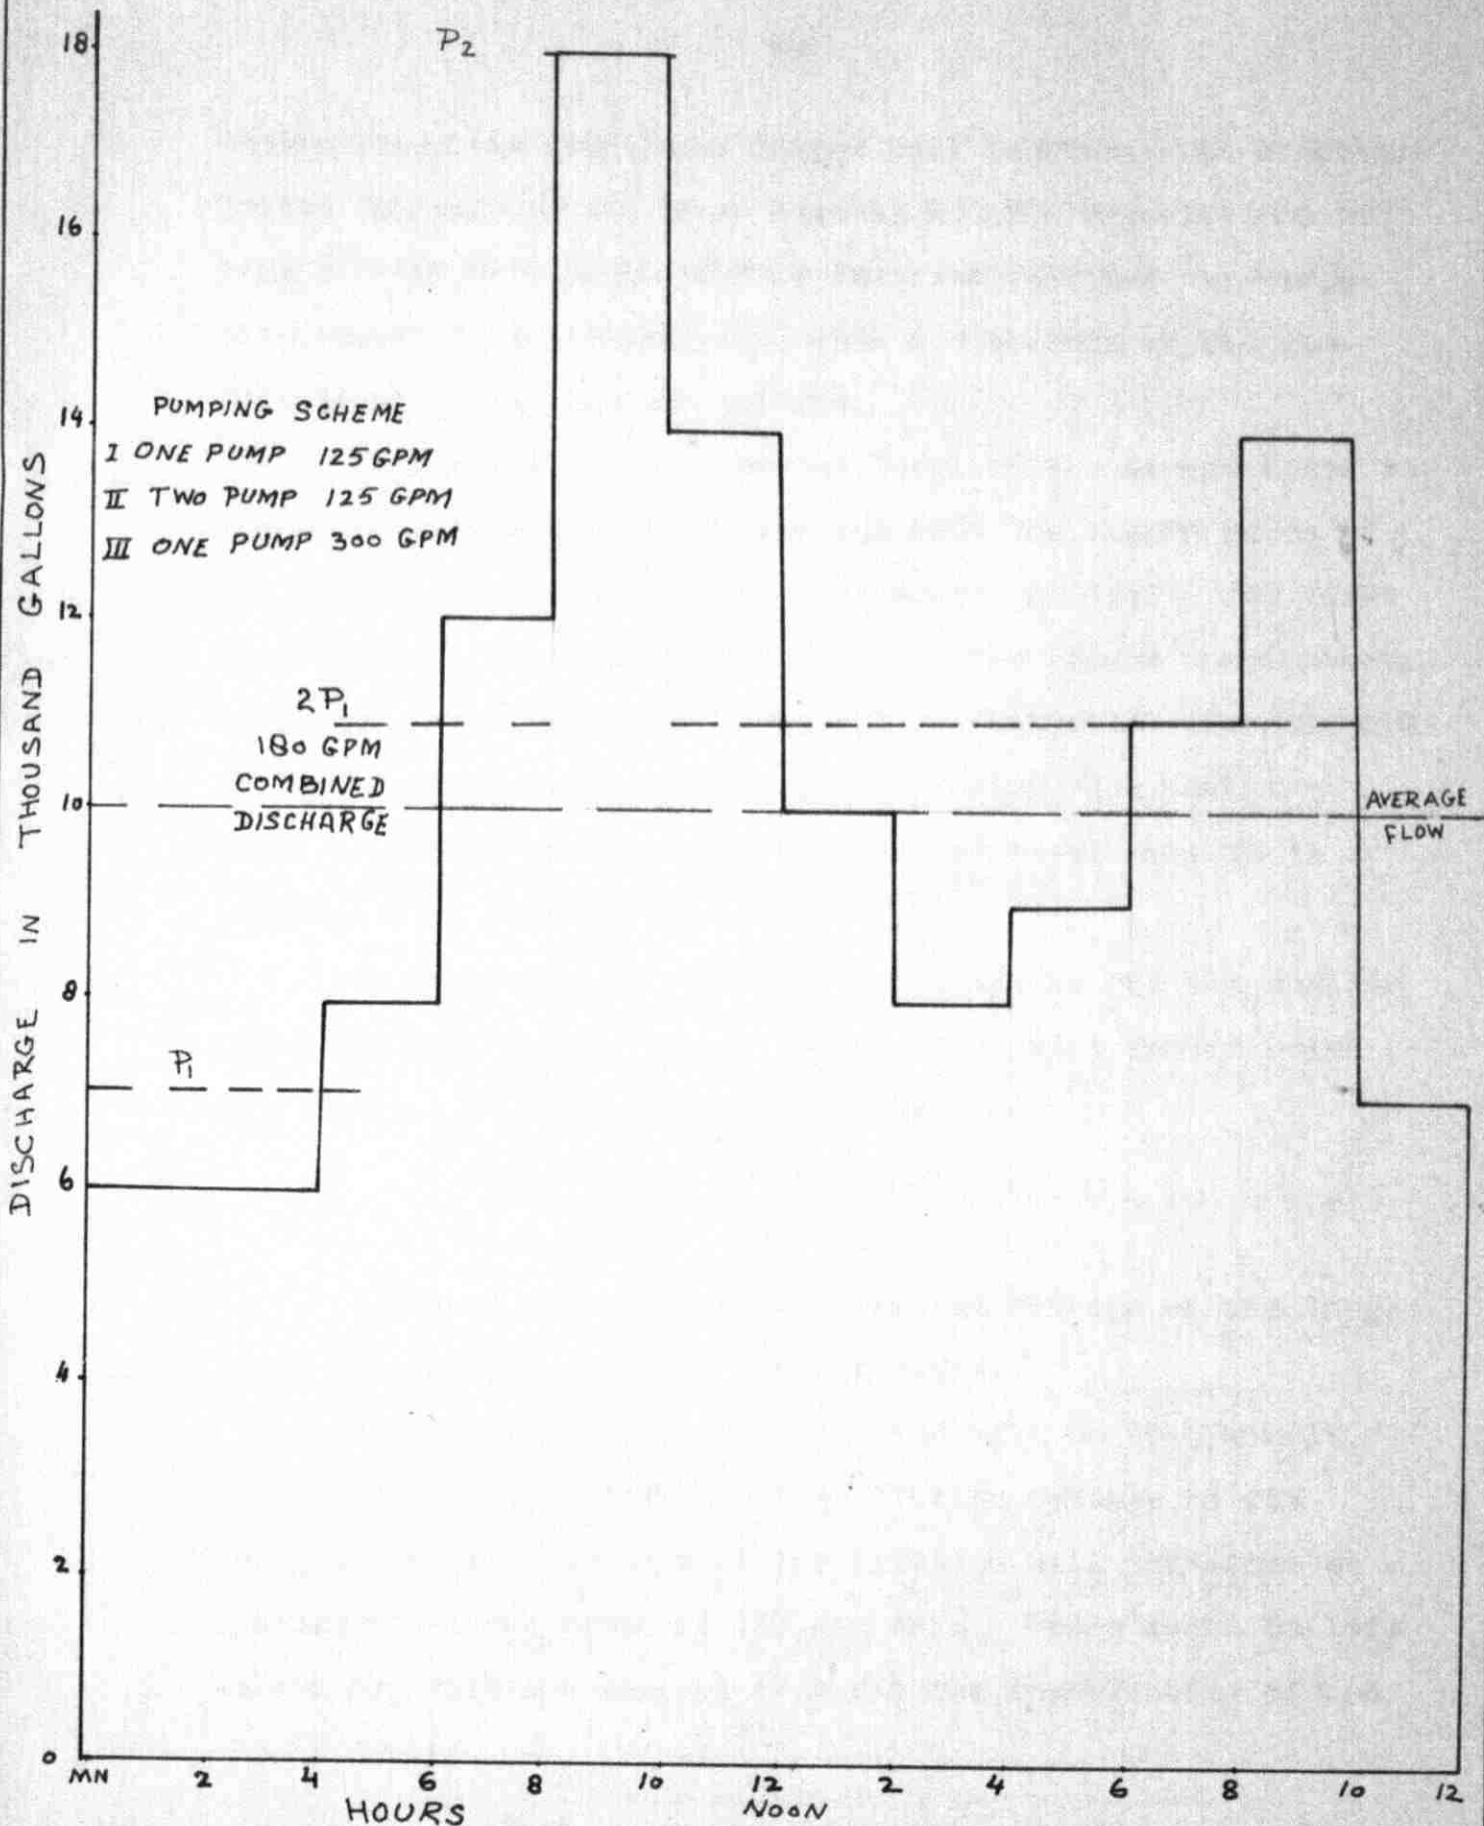 DISCHARGE IN THOUSAND GALLONS
18
16
14
12
10
8
6
4
2
0
P2
PUMPING SCHEME
I ONE PUMP 125 GPM
II TWO PUMP 125 GPM
III ONE PUMP 300 GPM
2P1
180 GPM
COMBINED
DISCHARGE
AVERAGE
FLOW
P1
MN 2 4 6 8 10 12 2 4 6 8 10 12
HOURS NOON